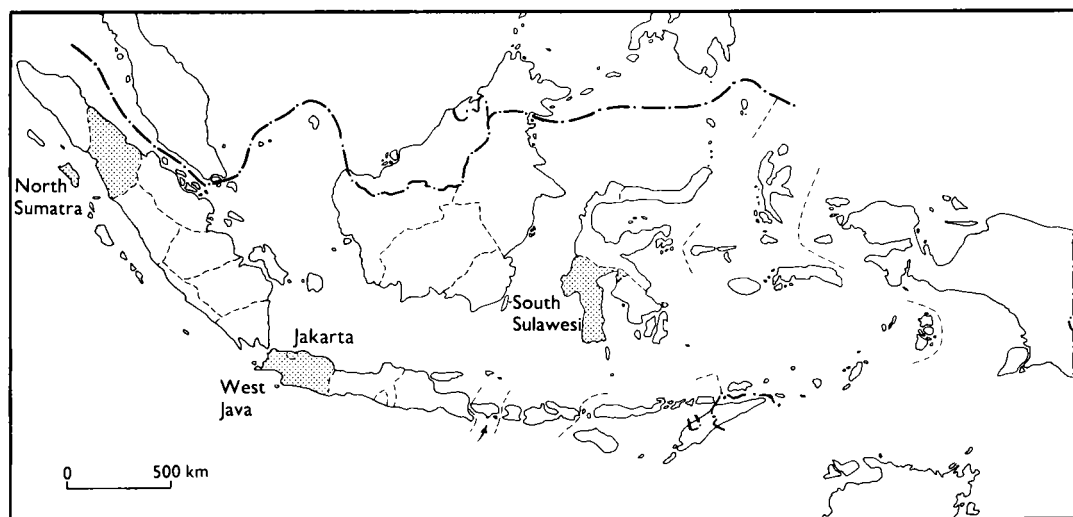 North
Sumatra
Jakarta
West
Java
South
Sulawesi
0 500 km